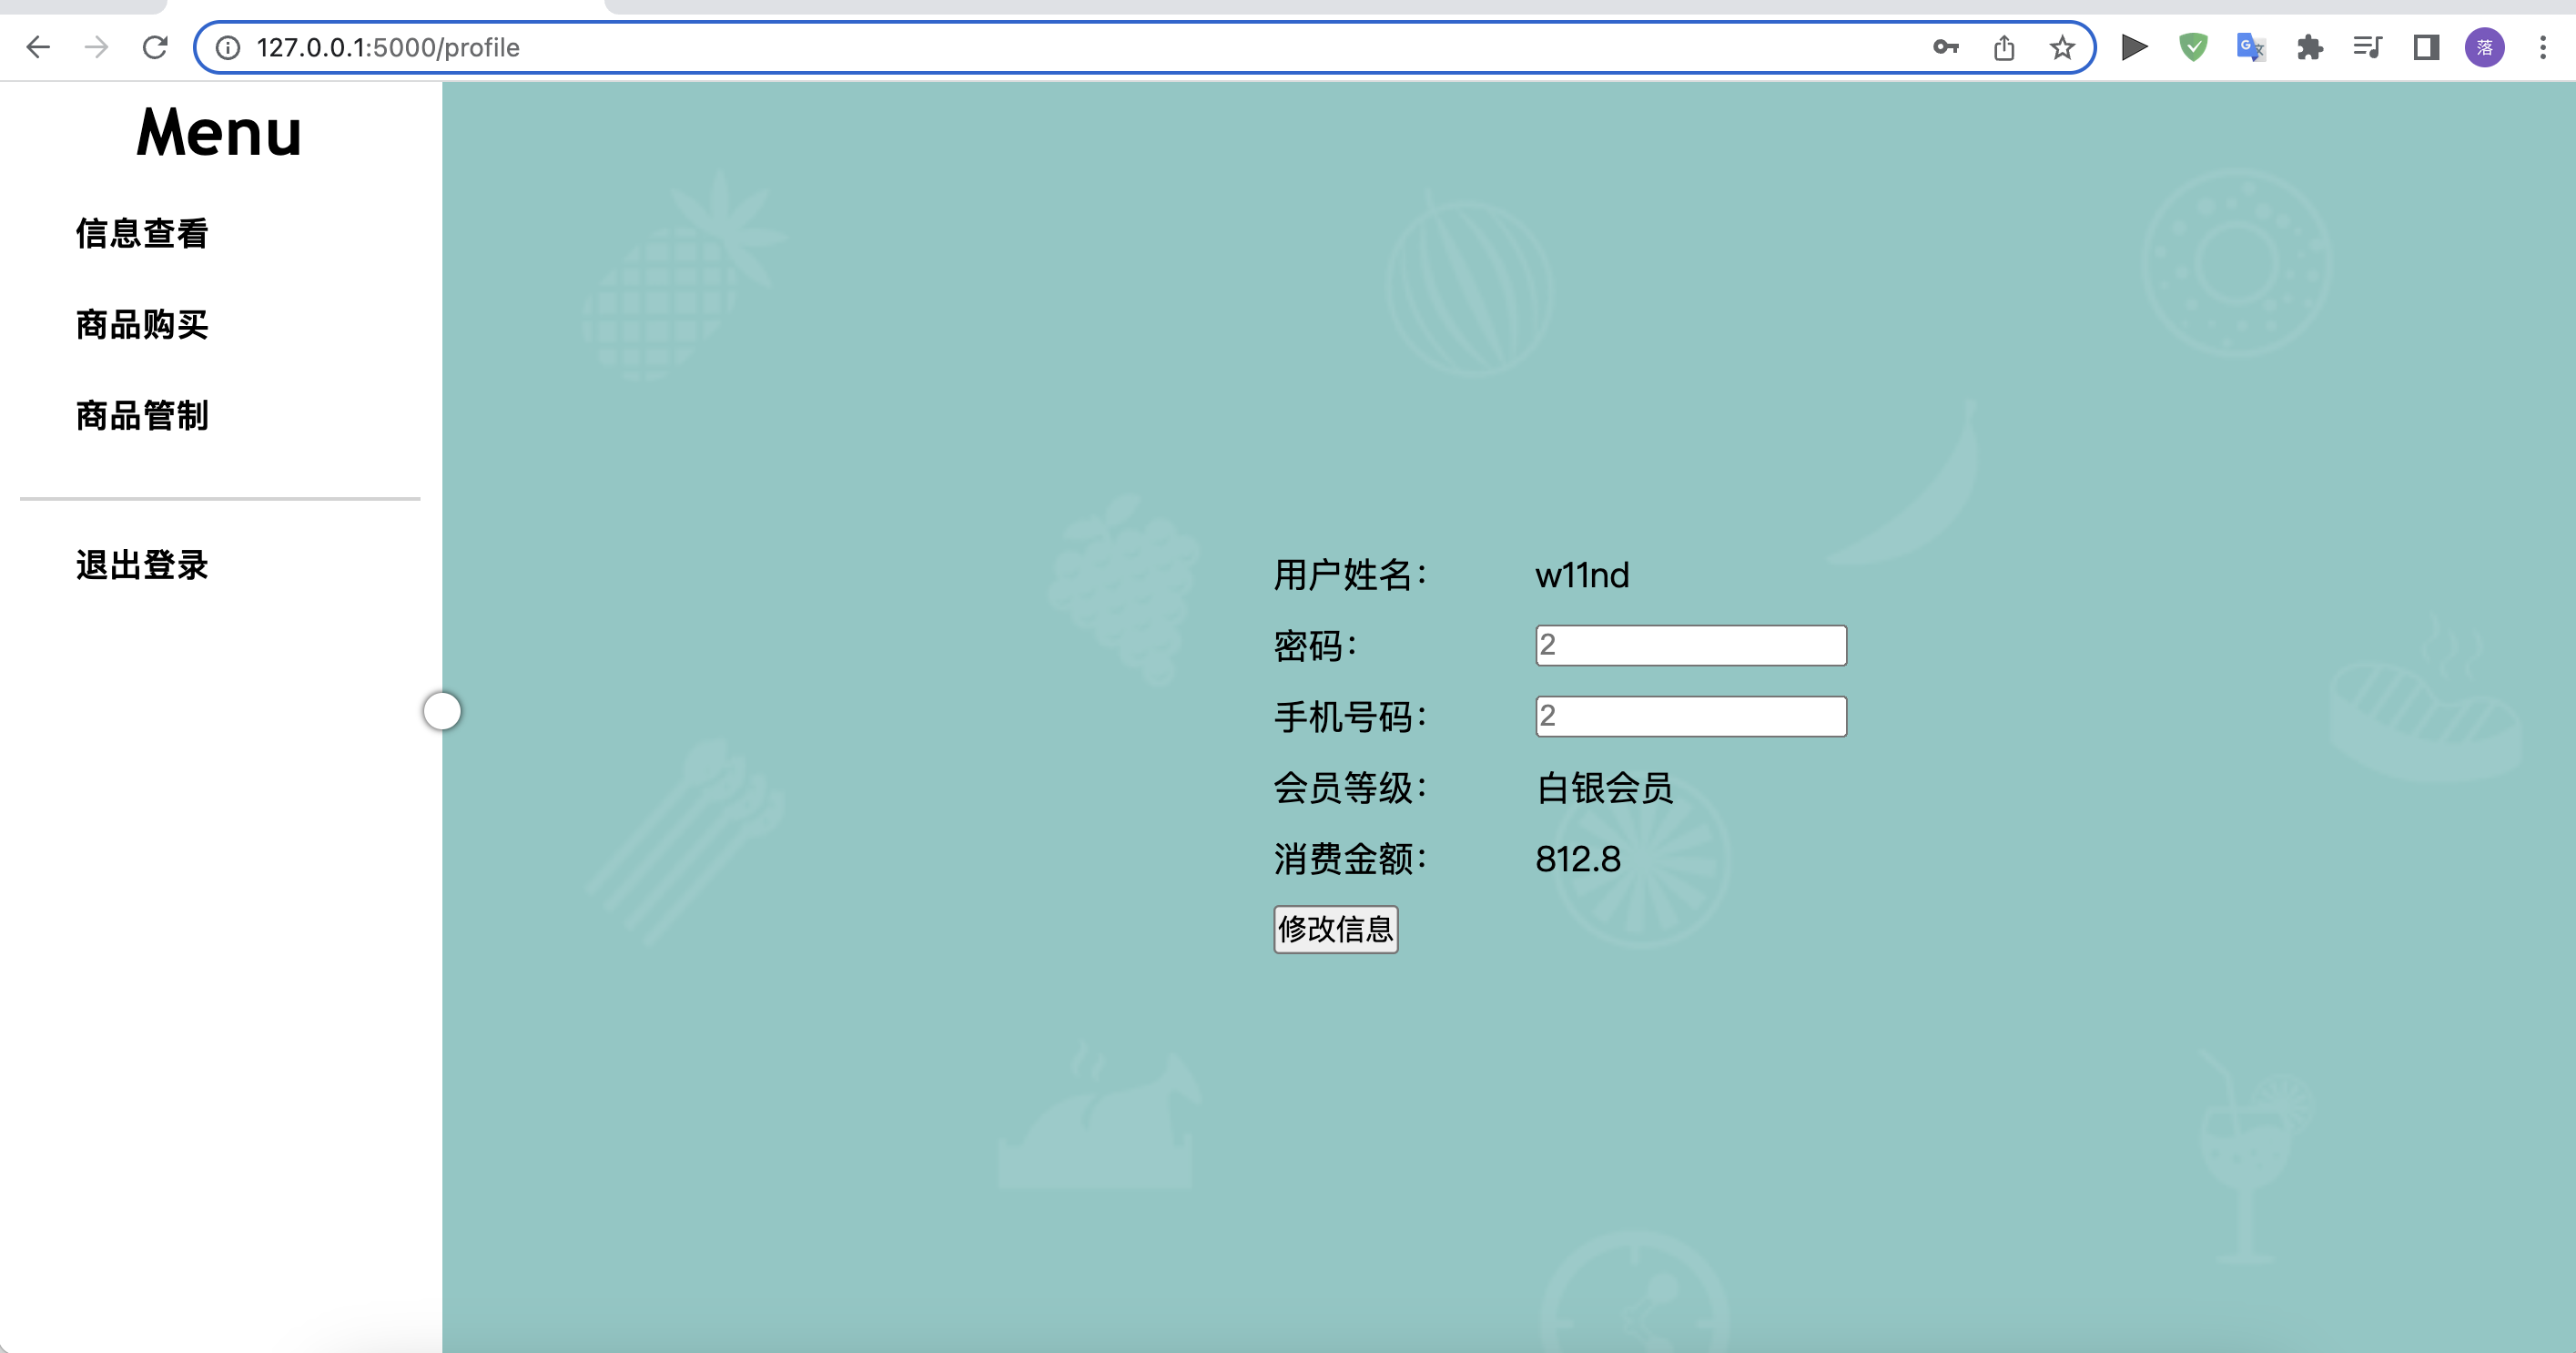 127.0.0.1:5000/profile
落
Menu
信息查看
商品购买
商品管制
退出登录
用户姓名： w11nd
密码： 2
手机号码： 2
会员等级： 白银会员
消费金额： 812.8
修改信息